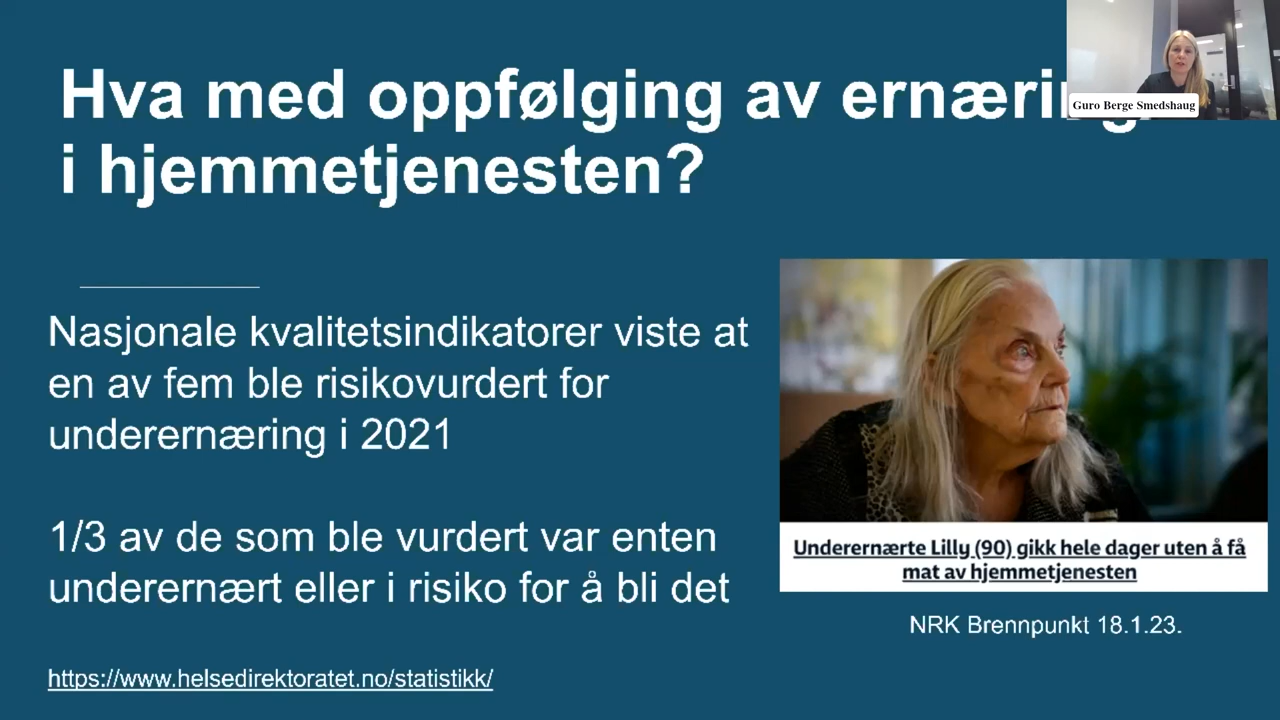 Hva med oppfølging av
i hjemmetjenesten?
Guro Berge Smedshaug
Nasjonale kvalitetsindikatorer viste at
en av fem ble risikovurdert for
underernæring i 2021
1/3 av de som ble vurdert var enten
underernært eller i risiko for å bli det
https://www.helsedirektoratet.no/statistikk/
Underernærte Lilly (90) gikk hele dager uten å få
mat av hjemmetjenesten
NRK Brennpunkt 18.1.23.